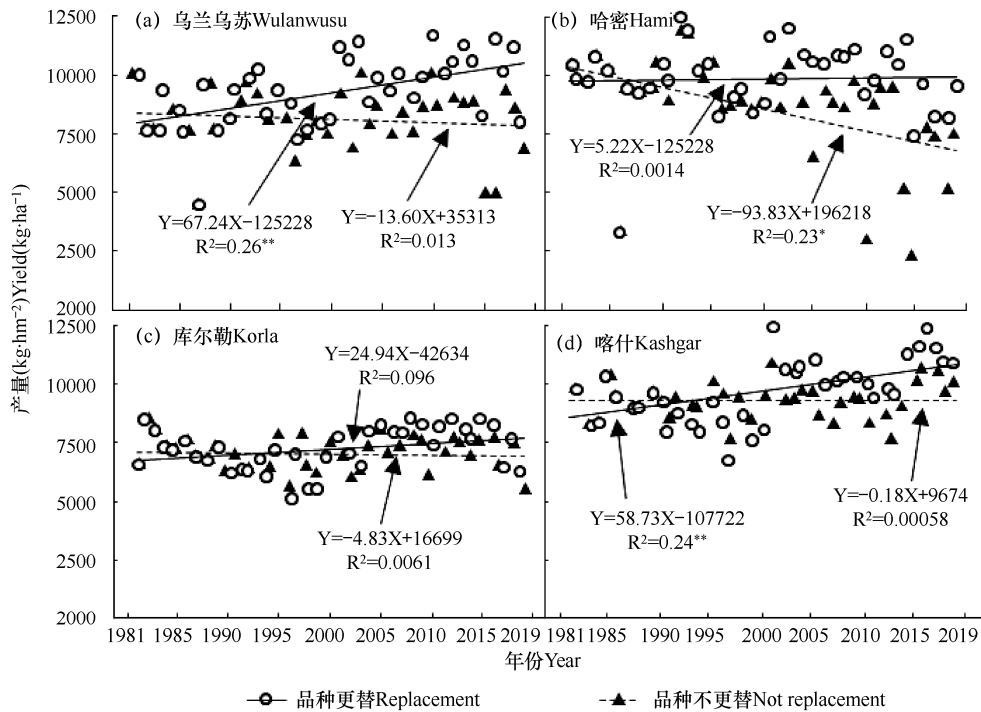 产量(kg·hm⁻²)Yield(kg·ha⁻¹)
12500
10000
7500
5000
2500
2000
(a) 乌兰乌苏Wulanwusu
Y=67.24X−125228
R²=0.26**
Y=−13.60X+35313
R²=0.013
(b) 哈密Hami
Y=5.22X−125228
R²=0.0014
Y=−93.83X+196218
R²=0.23*
12500
10000
7500
5000
2500
2000
(c) 库尔勒Korla
Y=24.94X−42634
R²=0.096
Y=−4.83X+16699
R²=0.0061
(d) 喀什Kashgar
Y=58.73X−107722
R²=0.24**
Y=−0.18X+9674
R²=0.00058
1981 1985 1990 1995 2000 2005 2010 2015 2019
1981 1985 1990 1995 2000 2005 2010 2015 2019
年份Year
品种更替Replacement
品种不更替Not replacement